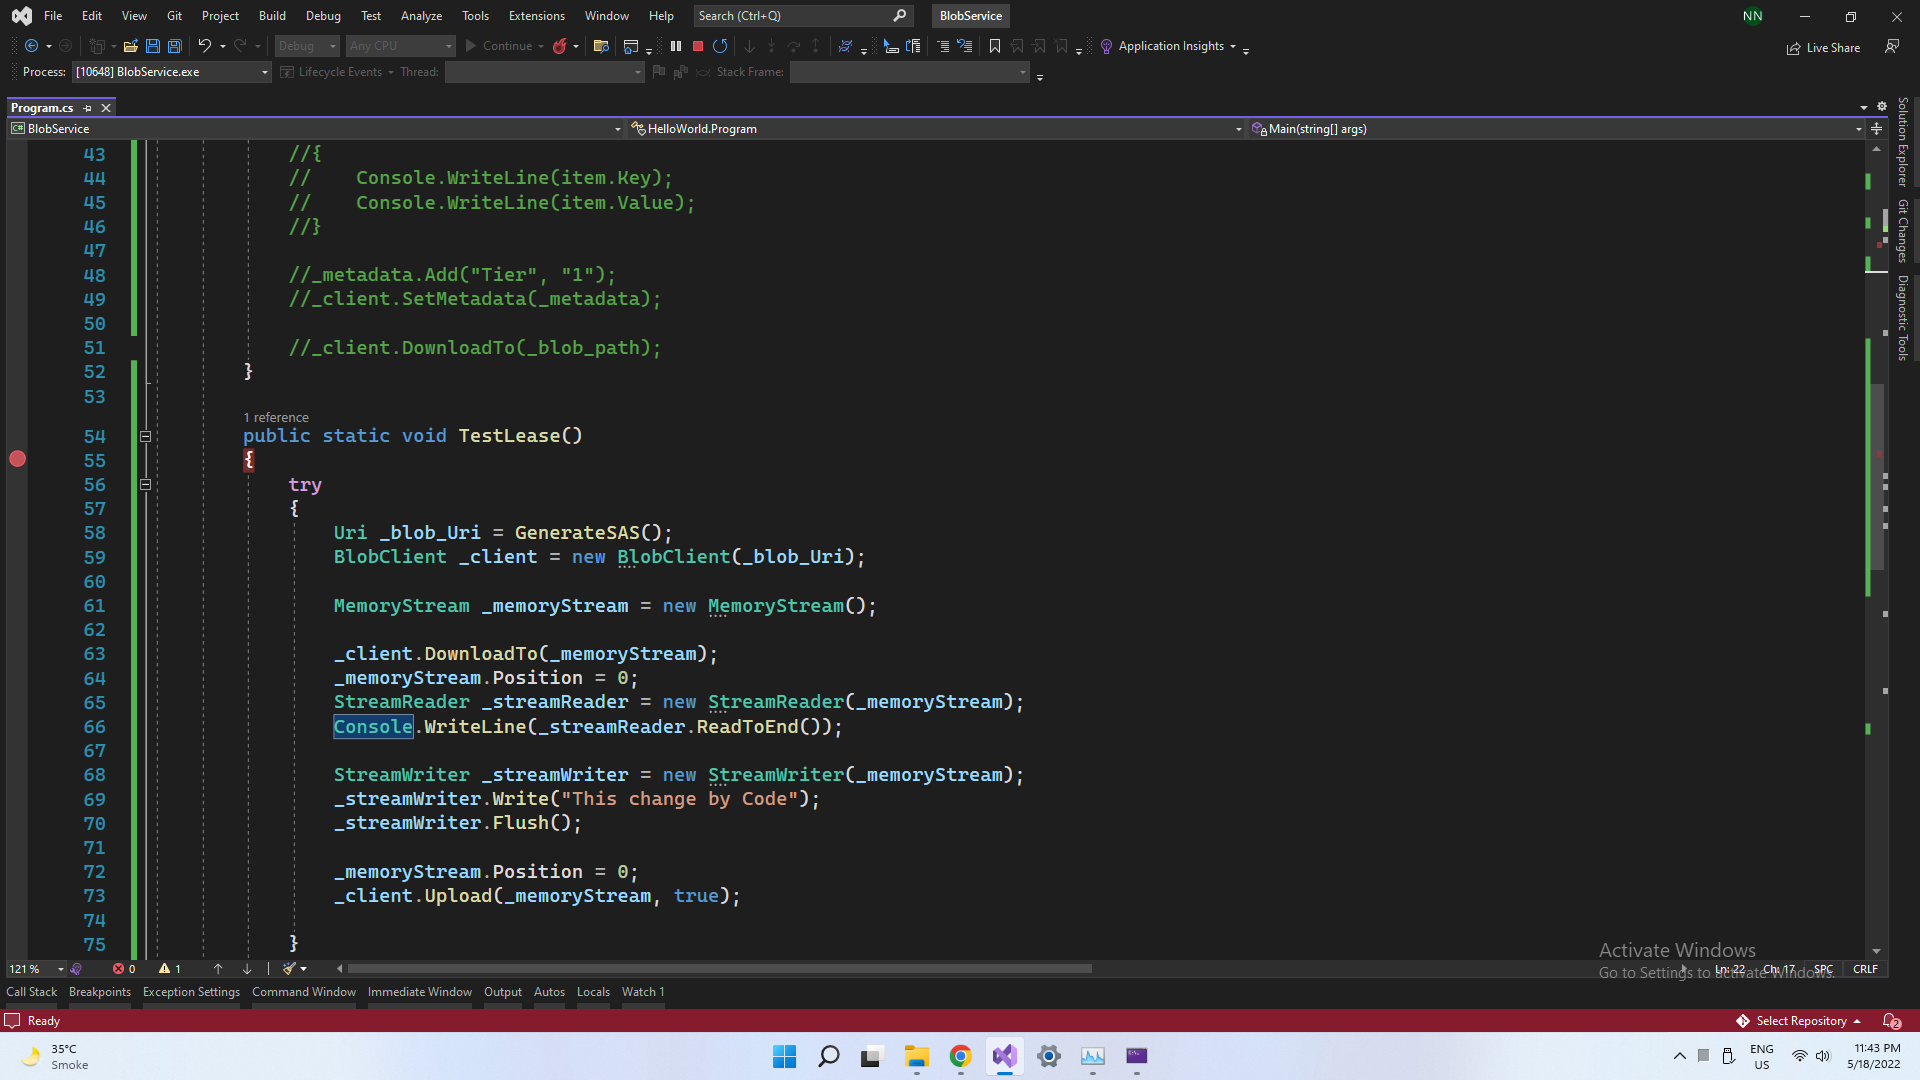 File Edit View Git Project Build Debug Test Analyze Tools Extensions Window Help Search (Ctrl+Q) BlobService NN
Debug Any CPU Continue Application Insights Live Share
Process: [10648] BlobService.exe Lifecycle Events Thread: Stack Frame:
Program.cs
C# BlobService HelloWorld.Program Main(string[] args)
43 //{
44 //    Console.WriteLine(item.Key);
45 //    Console.WriteLine(item.Value);
46 //}
47
48 //_metadata.Add("Tier", "1");
49 //_client.SetMetadata(_metadata);
50
51 //_client.DownloadTo(_blob_path);
52 }
53
1 reference
54 public static void TestLease()
55 {
56 try
57 {
58 Uri _blob_Uri = GenerateSAS();
59 BlobClient _client = new BlobClient(_blob_Uri);
60
61 MemoryStream _memoryStream = new MemoryStream();
62
63 _client.DownloadTo(_memoryStream);
64 _memoryStream.Position = 0;
65 StreamReader _streamReader = new StreamReader(_memoryStream);
66 Console.WriteLine(_streamReader.ReadToEnd());
67
68 StreamWriter _streamWriter = new StreamWriter(_memoryStream);
69 _streamWriter.Write("This change by Code");
70 _streamWriter.Flush();
71
72 _memoryStream.Position = 0;
73 _client.Upload(_memoryStream, true);
74
75 }
Solution Explorer
Git Changes
Diagnostic Tools
Activate Windows
Go to Settings to activate Windows.
121 % 0 1 Ln: 22 Ch: 17 SPC CRLF
Call Stack Breakpoints Exception Settings Command Window Immediate Window Output Autos Locals Watch 1
Ready Select Repository 2
35°C
Smoke
ENG
US
11:43 PM
5/18/2022